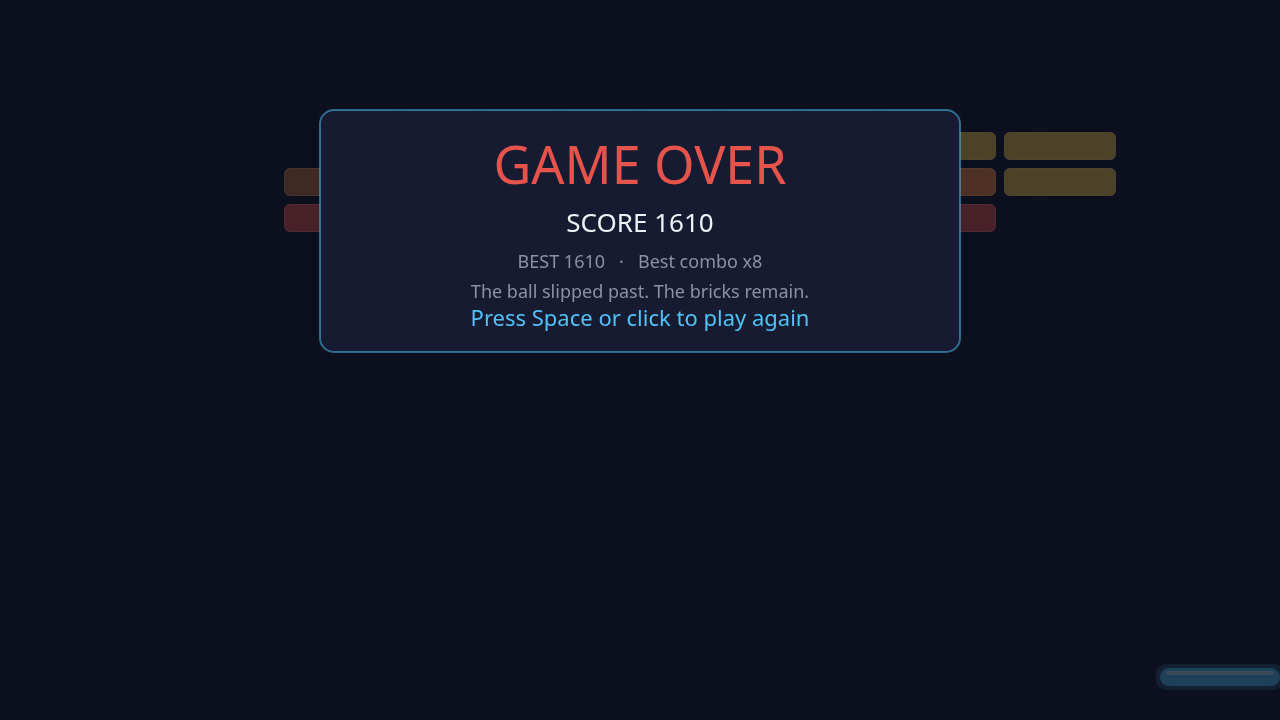 GAME OVER
SCORE 1610
BEST 1610 · Best combo x8
The ball slipped past. The bricks remain.
Press Space or click to play again